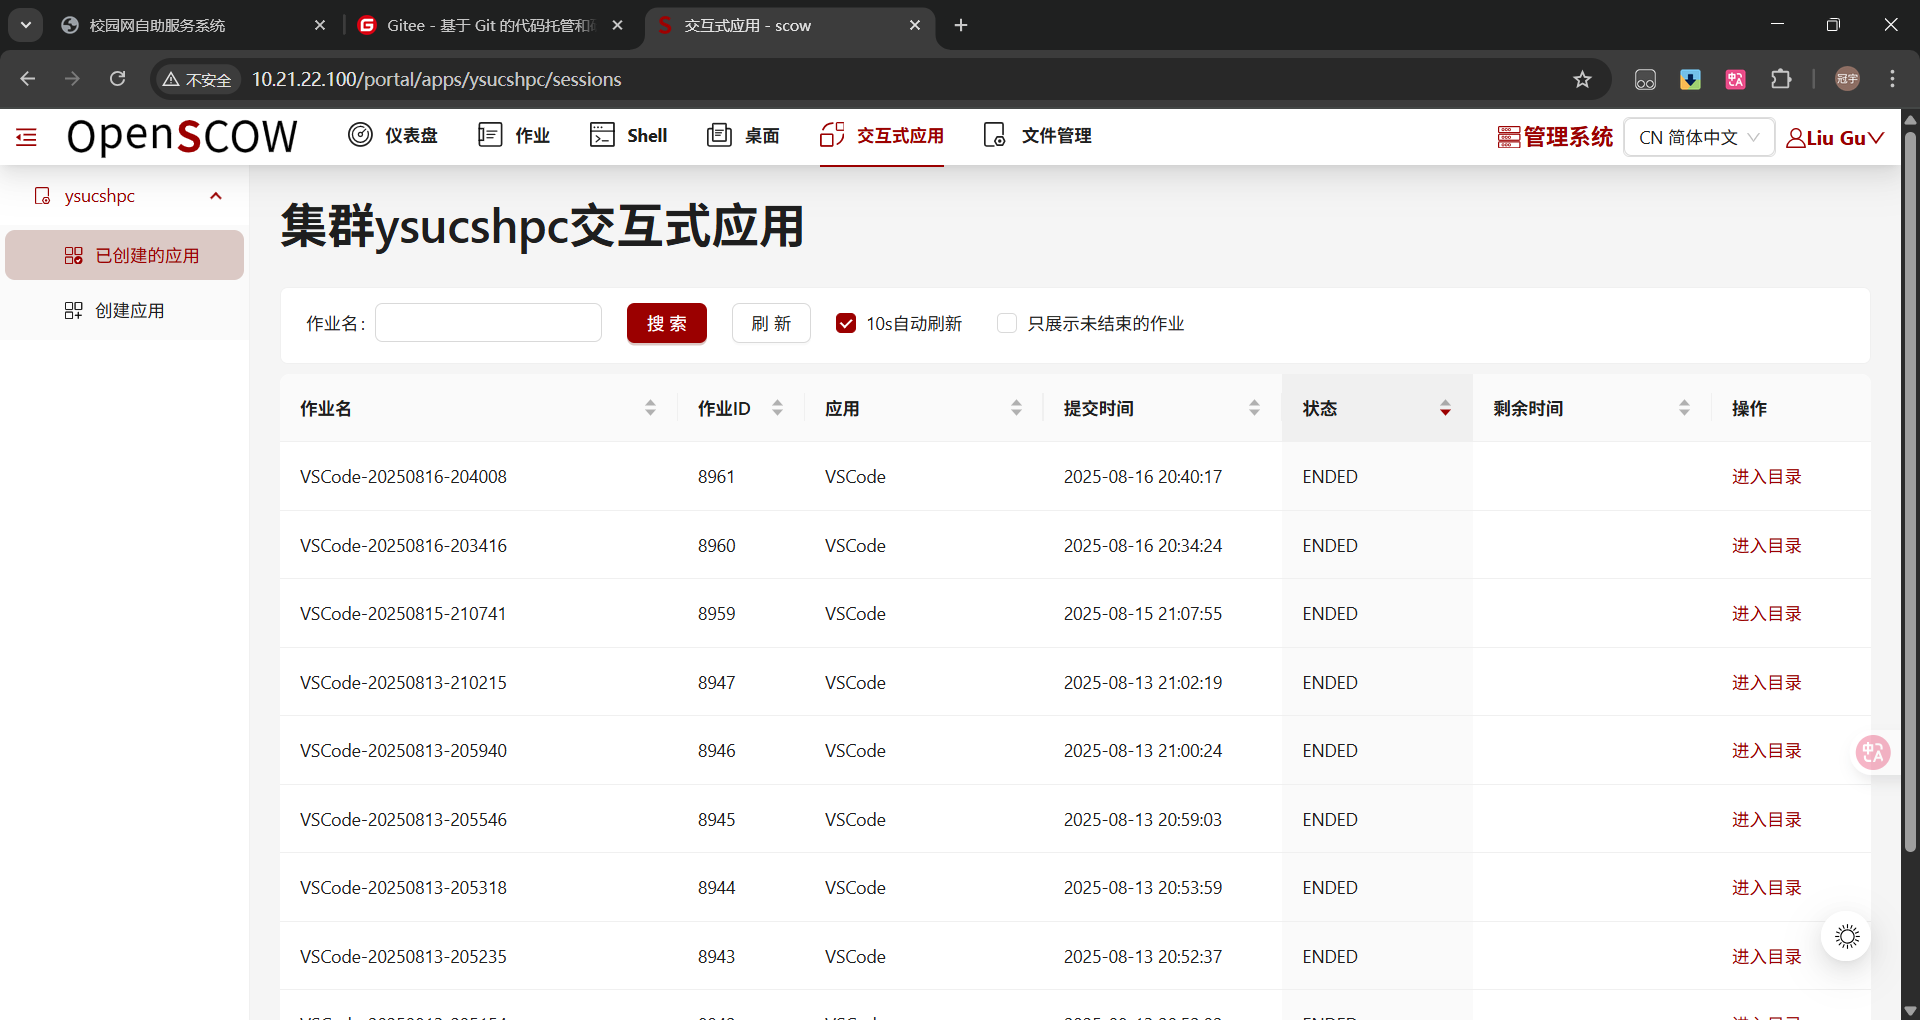 校园网自助服务系统
Gitee - 基于 Git 的代码托管和
交互式应用 - scow
不安全 10.21.22.100/portal/apps/ysucshpc/sessions
冠宇
OpenSCOW 仪表盘 作业 Shell 桌面 交互式应用 文件管理 管理系统 CN 简体中文 Liu Gu
ysucshpc
已创建的应用
创建应用
集群ysucshpc交互式应用
作业名: 搜 索 刷 新 10s自动刷新 只展示未结束的作业
作业名 作业ID 应用 提交时间 状态 剩余时间 操作
VSCode-20250816-204008 8961 VSCode 2025-08-16 20:40:17 ENDED 进入目录
VSCode-20250816-203416 8960 VSCode 2025-08-16 20:34:24 ENDED 进入目录
VSCode-20250815-210741 8959 VSCode 2025-08-15 21:07:55 ENDED 进入目录
VSCode-20250813-210215 8947 VSCode 2025-08-13 21:02:19 ENDED 进入目录
VSCode-20250813-205940 8946 VSCode 2025-08-13 21:00:24 ENDED 进入目录
VSCode-20250813-205546 8945 VSCode 2025-08-13 20:59:03 ENDED 进入目录
VSCode-20250813-205318 8944 VSCode 2025-08-13 20:53:59 ENDED 进入目录
VSCode-20250813-205235 8943 VSCode 2025-08-13 20:52:37 ENDED 进入目录